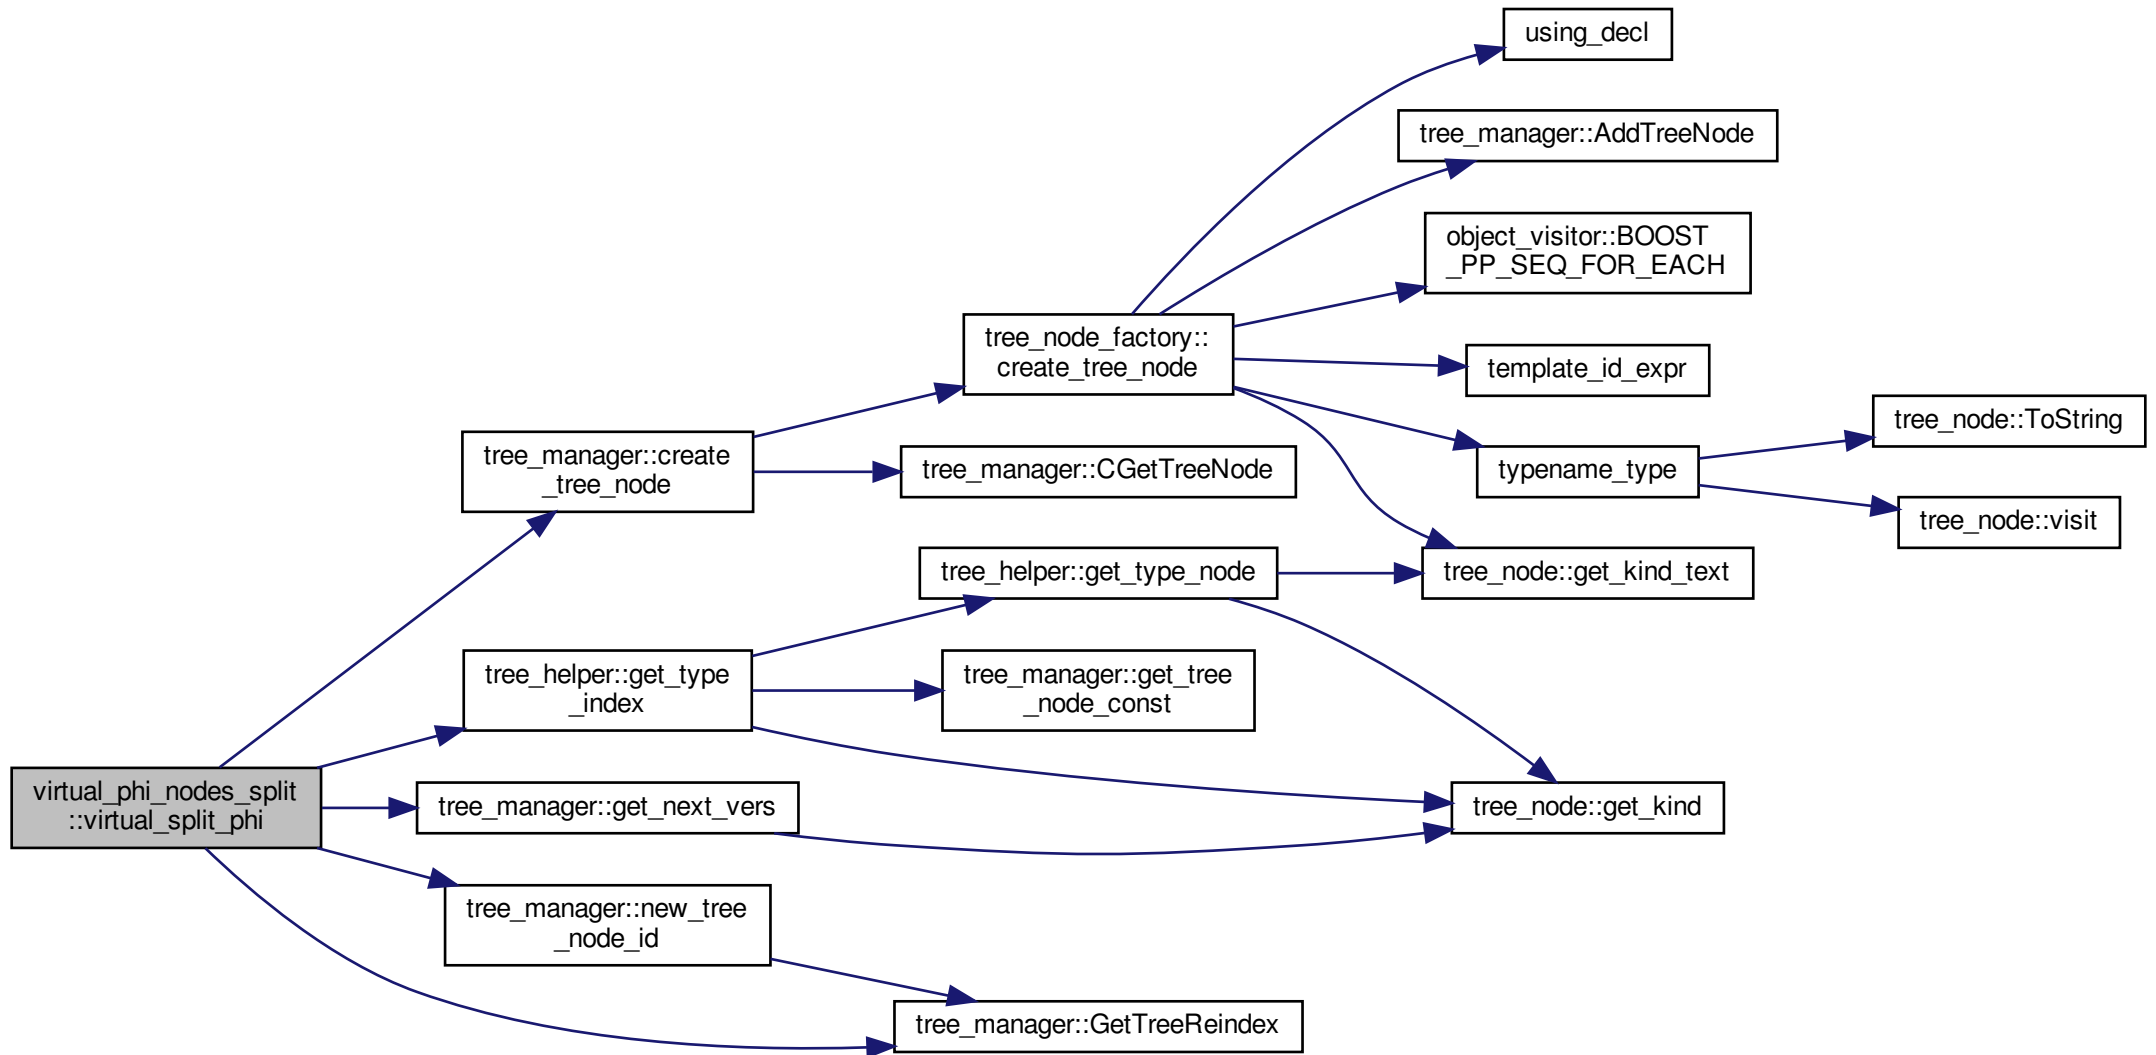 using_decl
tree_manager::AddTreeNode
object_visitor::BOOST
_PP_SEQ_FOR_EACH
tree_node_factory::
create_tree_node
template_id_expr
tree_node::ToString
tree_manager::create
_tree_node
tree_manager::CGetTreeNode
typename_type
tree_node::visit
tree_helper::get_type_node
tree_node::get_kind_text
tree_helper::get_type
_index
tree_manager::get_tree
_node_const
virtual_phi_nodes_split
::virtual_split_phi
tree_manager::get_next_vers
tree_node::get_kind
tree_manager::new_tree
_node_id
tree_manager::GetTreeReindex